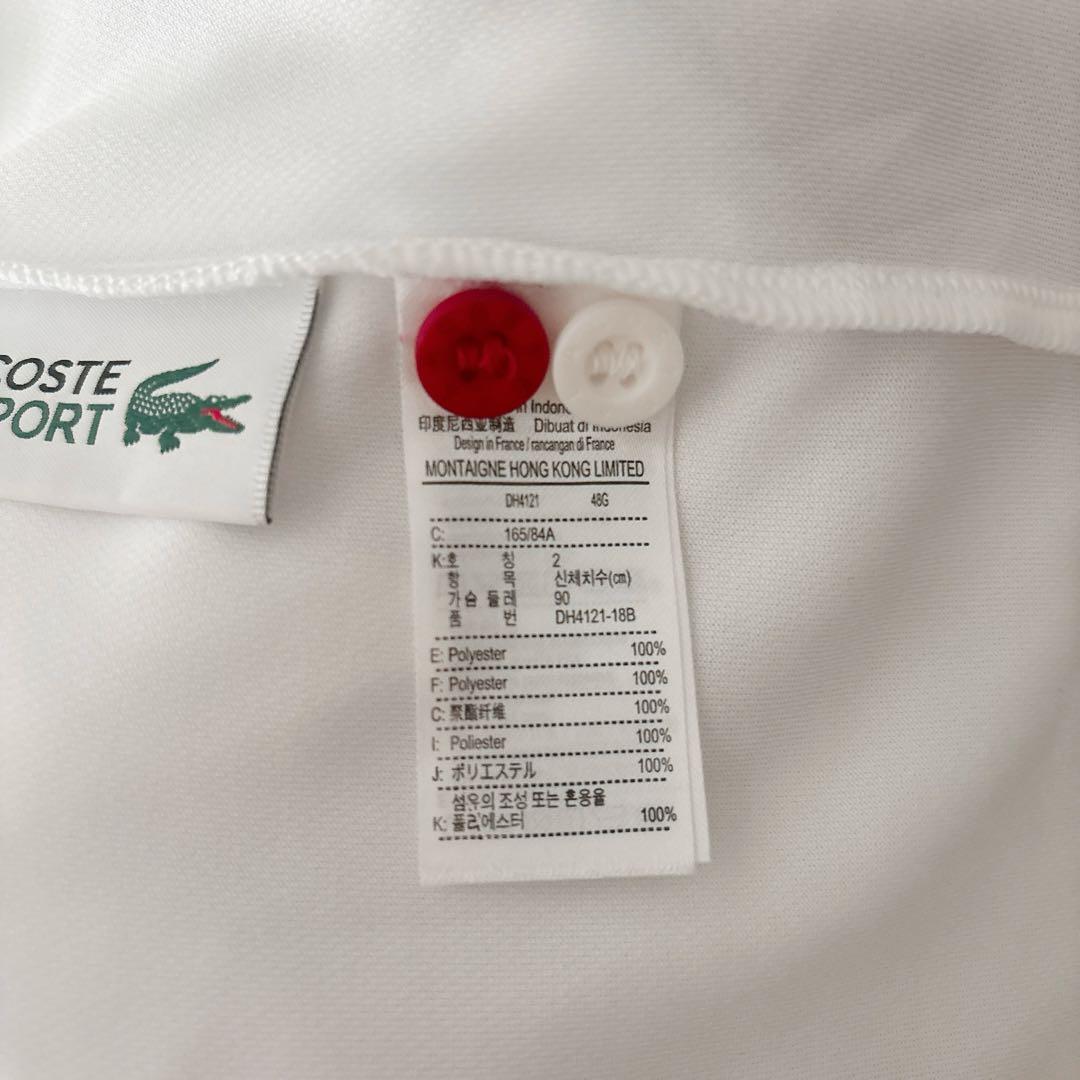 COSTE
PORT
in Indone
印度尼西亚制造 Dibuat di Indonesia
Design in France / rancangan di France
MONTAIGNE HONG KONG LIMITED
DH4121 48G
C: 165/84A
K:호 칭 2
항 목 신체치수(㎝)
가슴 둘레 90
품 번 DH4121-18B
E: Polyester 100%
F: Polyester 100%
C: 聚酯纤维 100%
I: Poliester 100%
J: ポリエステル 100%
섬유의 조성 또는 혼용율
K: 폴리에스터 100%